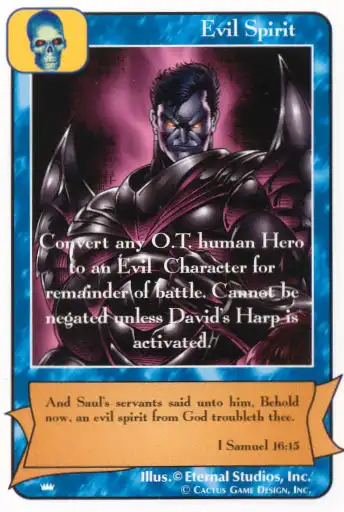 Evil Spirit
Convert any O.T. human Hero
to an Evil Character for
remainder of battle. Cannot be
negated unless David's Harp is
activated.
And Saul's servants said unto him, Behold
now, an evil spirit from God troubleth thee.
I Samuel 16:15
Illus.© Eternal Studios, Inc.
© Cactus Game Design, Inc.